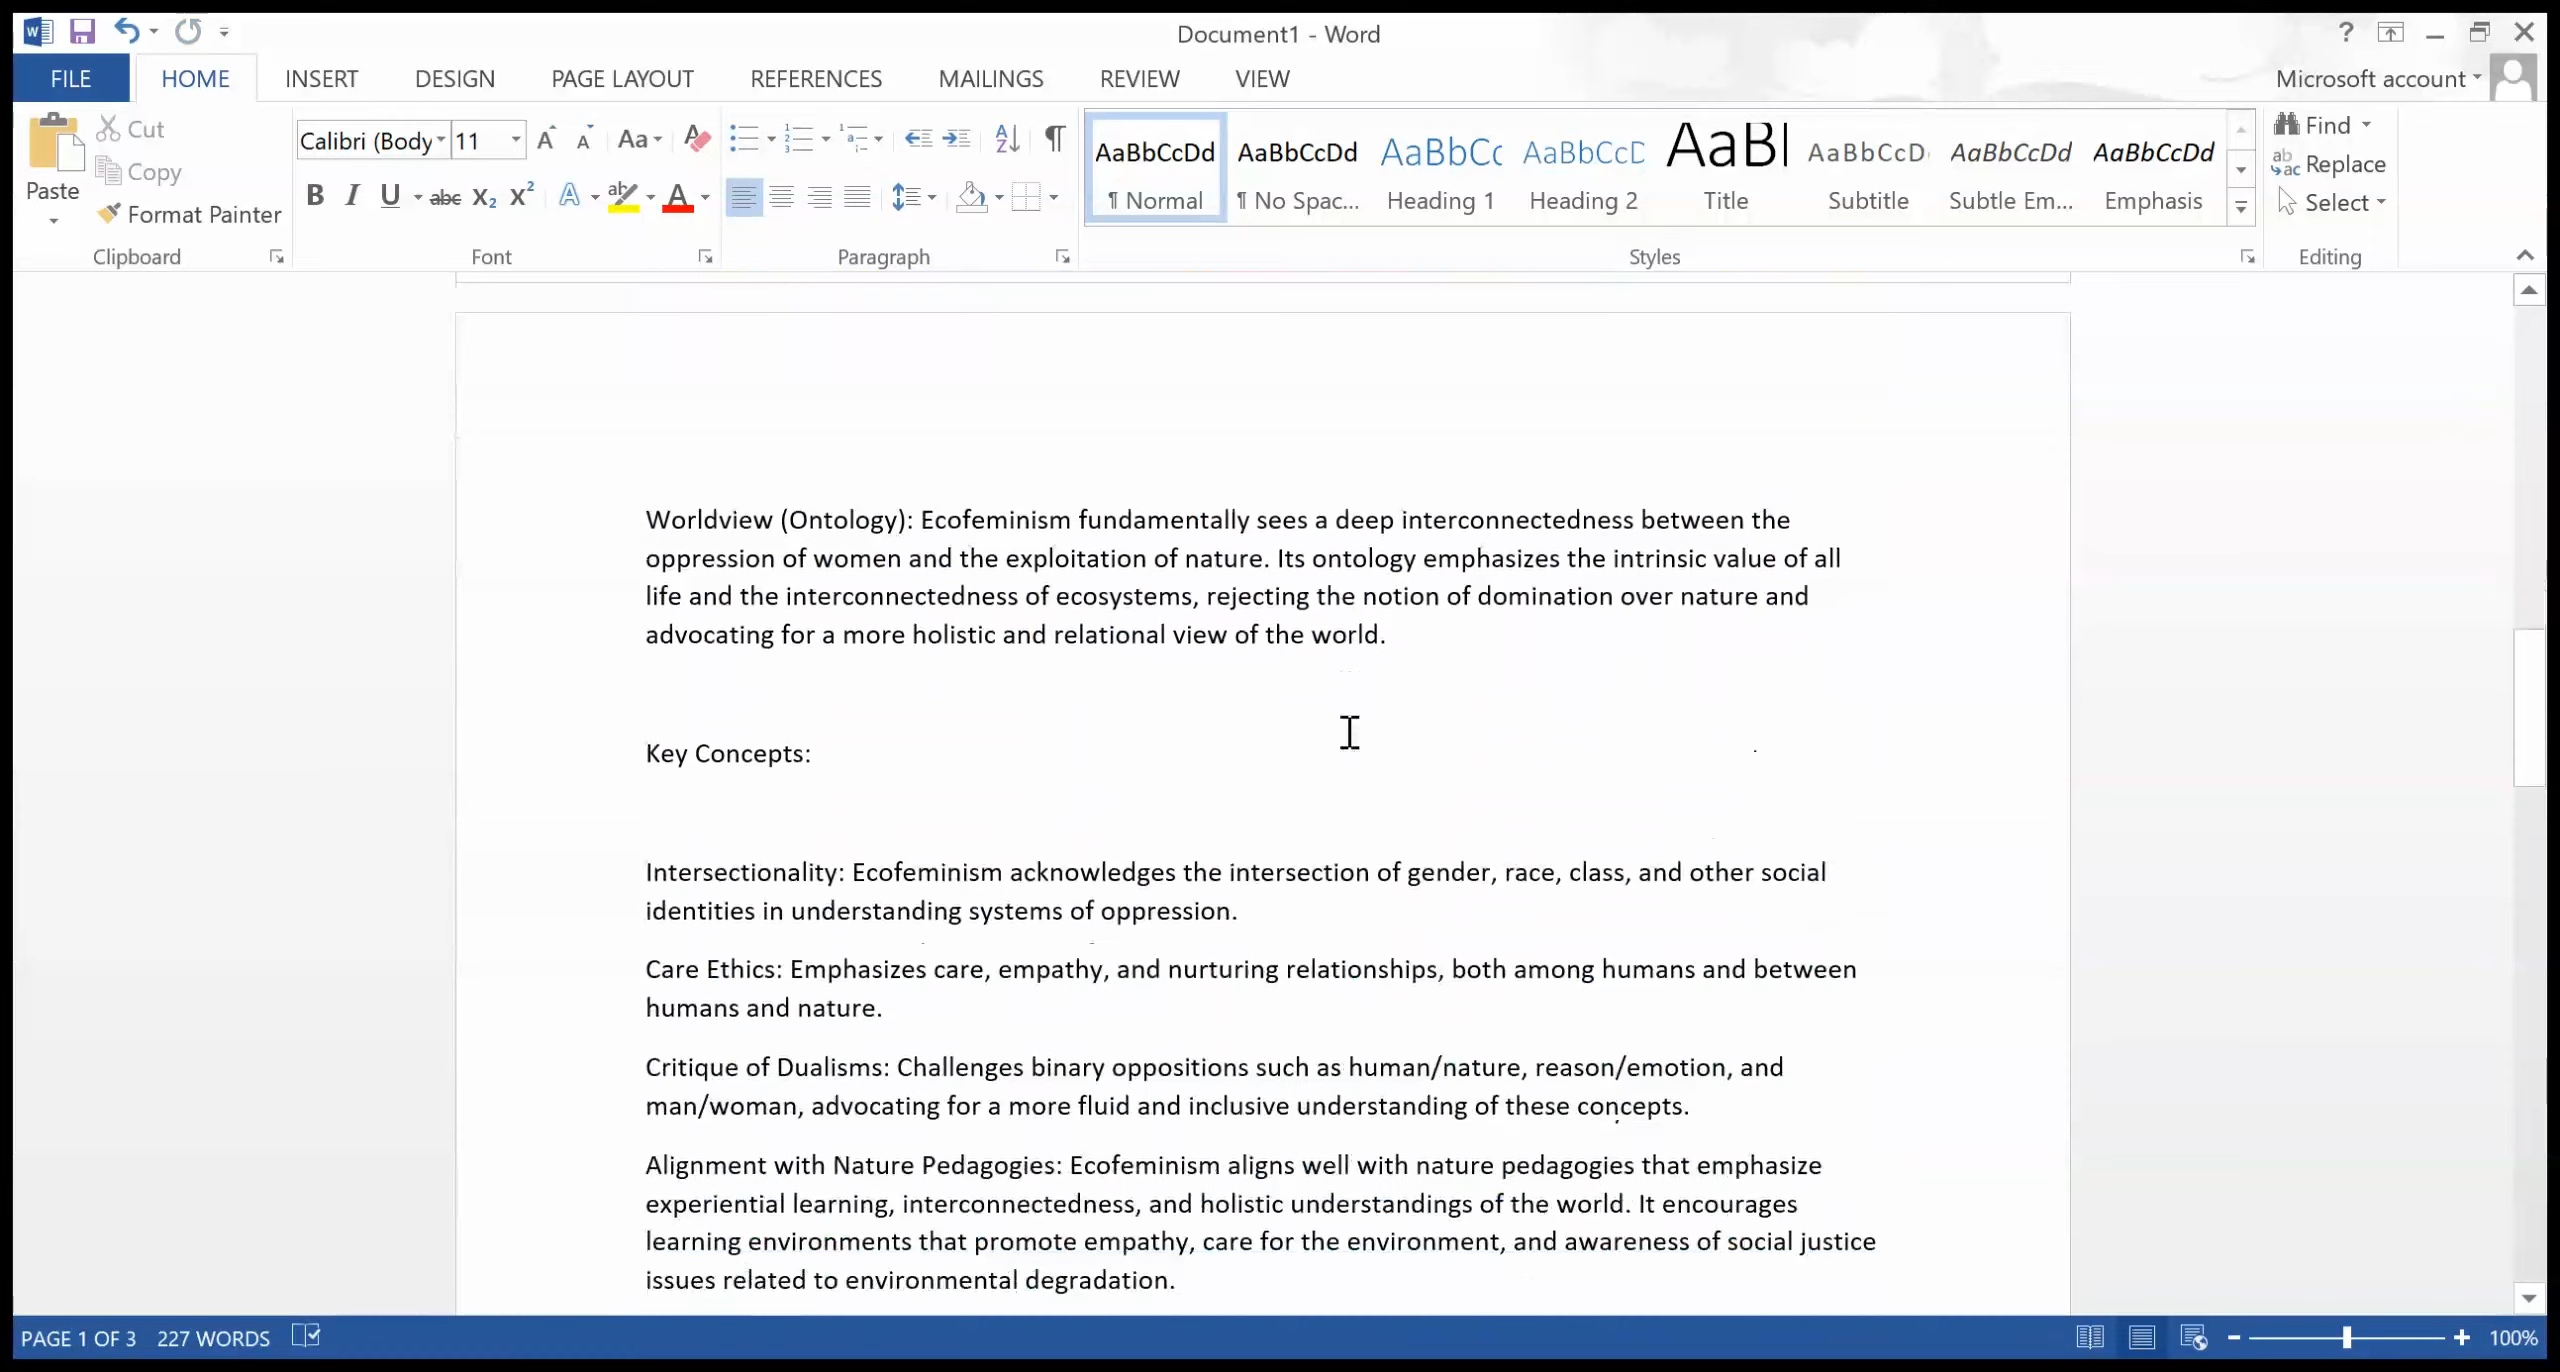 Document1 - Word
?
FILE HOME INSERT DESIGN PAGE LAYOUT REFERENCES MAILINGS REVIEW VIEW Microsoft account
Paste
Cut
Copy
Format Painter
Clipboard
Calibri (Body 11
Font
Paragraph
AaBbCcDd AaBbCcDd AaBbCc AaBbCcD AaBl AaBbCcD AaBbCcDd AaBbCcDd
¶ Normal ¶ No Spac... Heading 1 Heading 2 Title Subtitle Subtle Em... Emphasis
Styles
Find
Replace
Select
Editing
Worldview (Ontology): Ecofeminism fundamentally sees a deep interconnectedness between the
oppression of women and the exploitation of nature. Its ontology emphasizes the intrinsic value of all
life and the interconnectedness of ecosystems, rejecting the notion of domination over nature and
advocating for a more holistic and relational view of the world.
Key Concepts:
Intersectionality: Ecofeminism acknowledges the intersection of gender, race, class, and other social
identities in understanding systems of oppression.
Care Ethics: Emphasizes care, empathy, and nurturing relationships, both among humans and between
humans and nature.
Critique of Dualisms: Challenges binary oppositions such as human/nature, reason/emotion, and
man/woman, advocating for a more fluid and inclusive understanding of these concepts.
Alignment with Nature Pedagogies: Ecofeminism aligns well with nature pedagogies that emphasize
experiential learning, interconnectedness, and holistic understandings of the world. It encourages
learning environments that promote empathy, care for the environment, and awareness of social justice
issues related to environmental degradation.
PAGE 1 OF 3 227 WORDS 100%